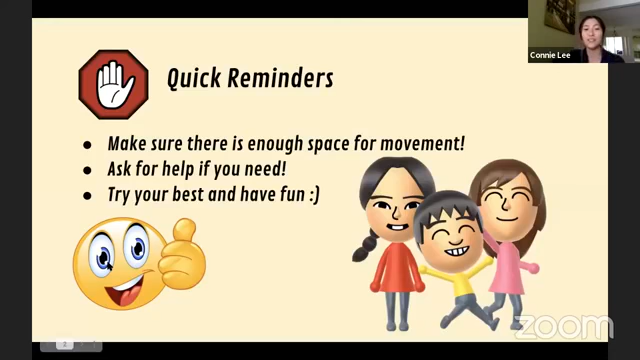 Connie Lee
Quick Reminders
● Make sure there is enough space for movement!
● Ask for help if you need!
● Try your best and have fun :)
2
zoom